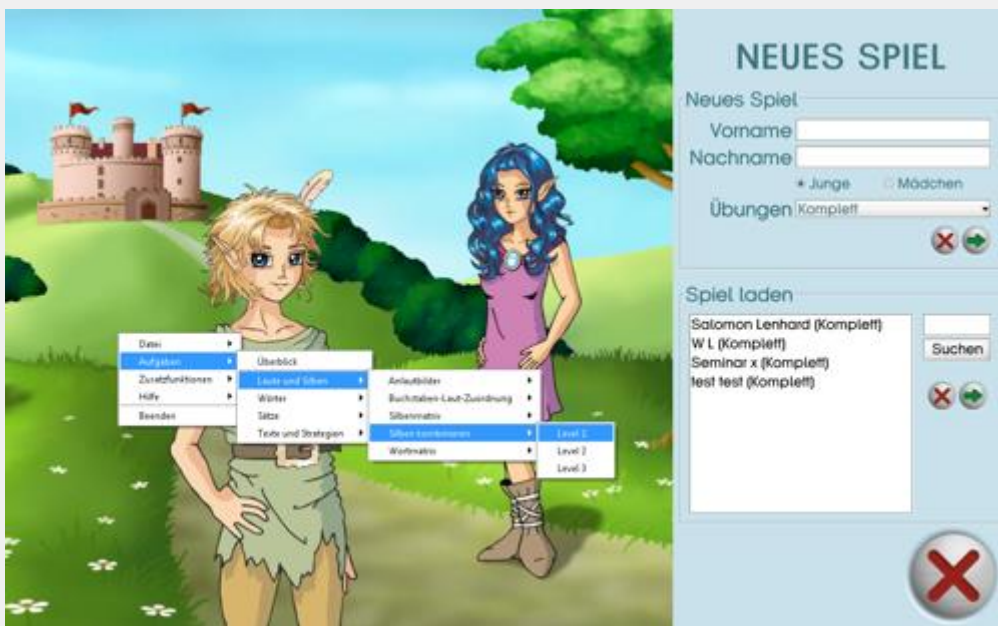 NEUES SPIEL
Neues Spiel
Vorname
Nachname
Junge Mädchen
Übungen Komplett
Spiel laden
Salomon Lenhard (Komplett)
W L (Komplett)
Seminar x (Komplett)
test test (Komplett)
Suchen
Datei
Aufgaben
Zusatzfunktionen
Hilfe
Beenden
Überblick
Laute und Silben
Wörter
Sätze
Texte und Strategien
Anlautbilder
Buchstaben-Laut-Zuordnung
Silbenmatrix
Silben kombinieren
Wortmatrix
Level 1
Level 2
Level 3